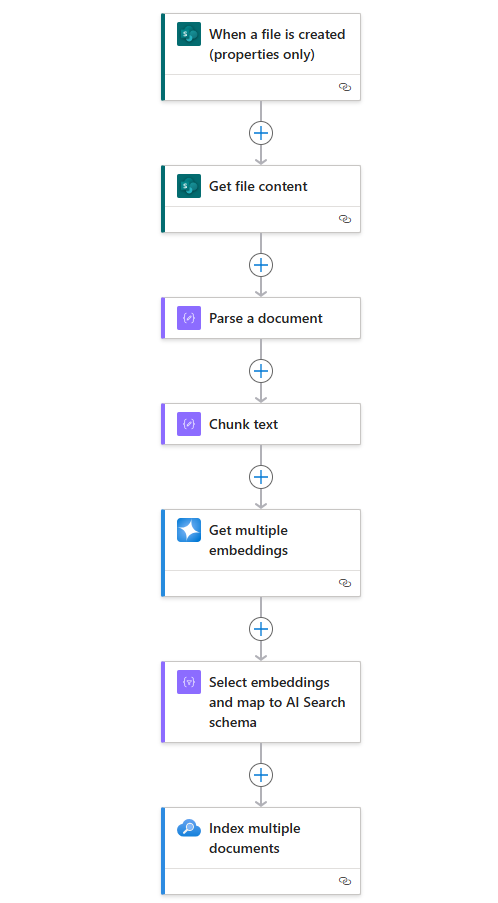 When a file is created
(properties only)
Get file content
Parse a document
Chunk text
Get multiple
embeddings
Select embeddings
and map to AI Search
schema
Index multiple
documents